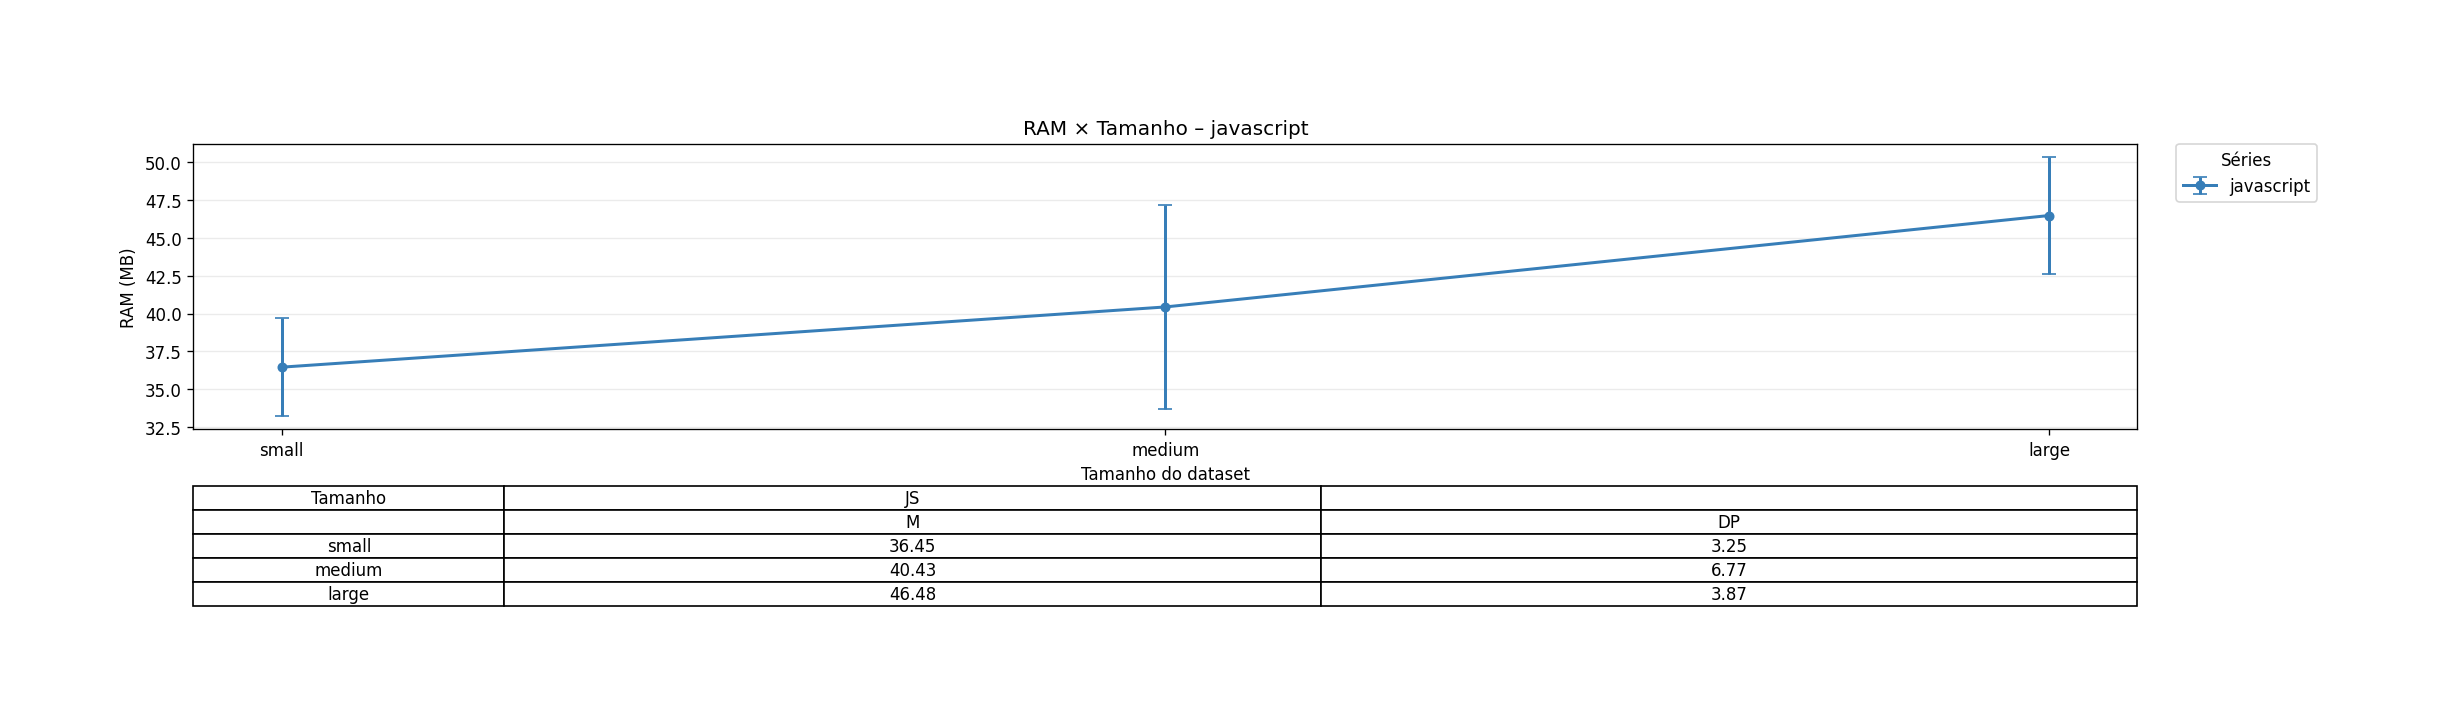 RAM × Tamanho – javascript
Séries
javascript
RAM (MB)
50.0
47.5
45.0
42.5
40.0
37.5
35.0
32.5
small medium large
Tamanho do dataset
Tamanho JS
M DP
small 36.45 3.25
medium 40.43 6.77
large 46.48 3.87